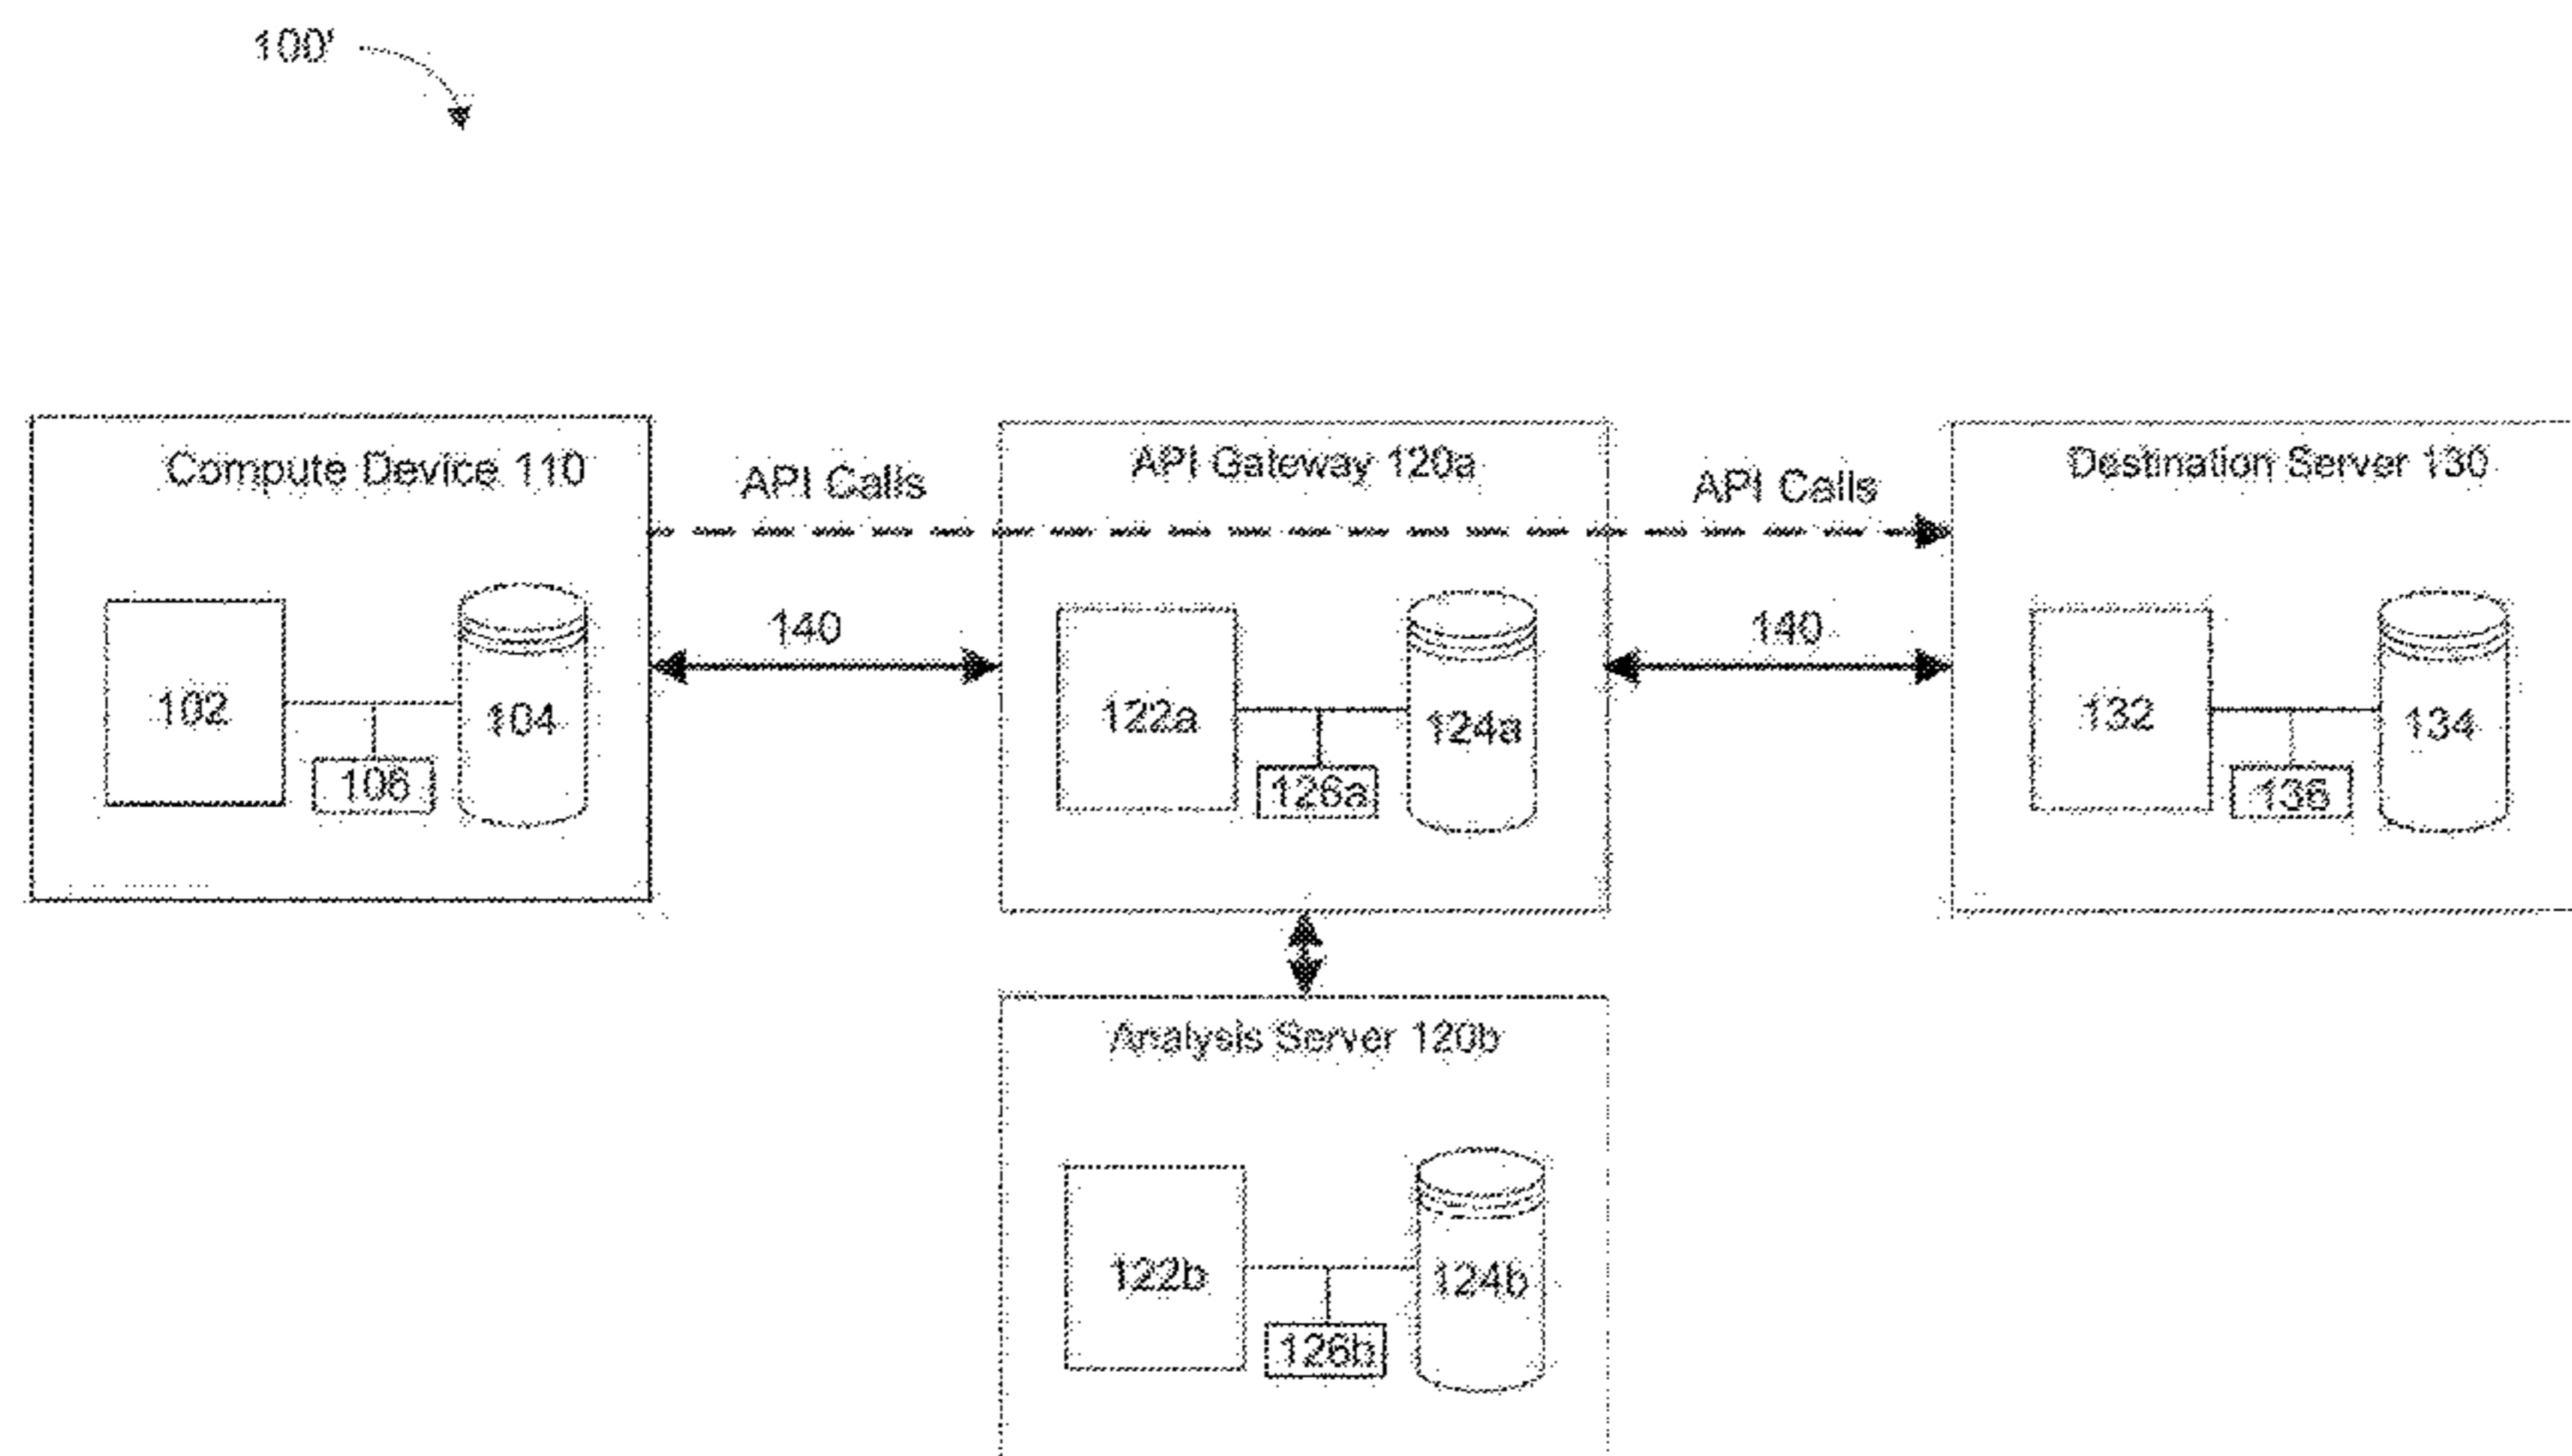 100'
Compute Device 110
API Calls
API Gateway 120a
API Calls
Destination Server 130
102
106
104
140
122a
126a
124a
140
132
136
134
Analysis Server 120b
122b
126b
124b